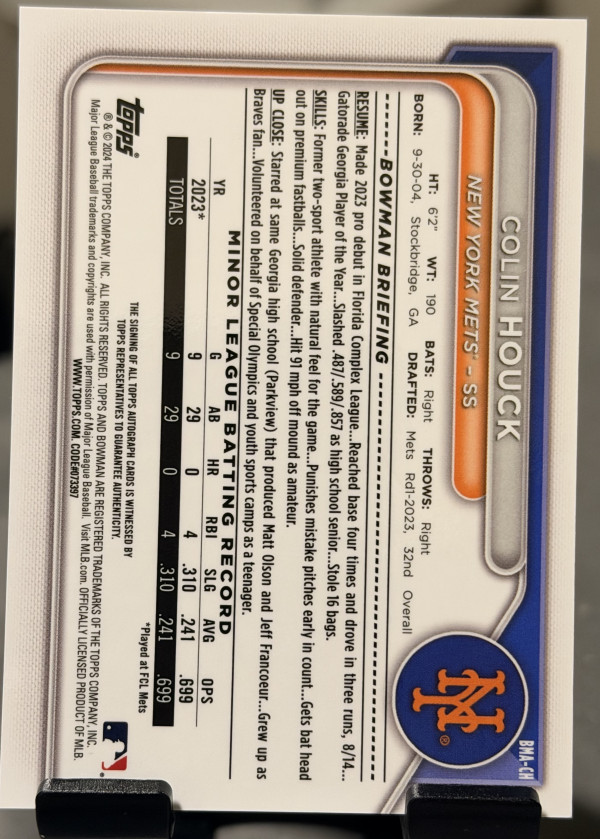 BMA-CH
COLIN HOUCK
NEW YORK METS® – SS
NY
®
HT: 6'2" WT: 190 BATS: Right THROWS: Right
BORN: 9-30-04, Stockbridge, GA DRAFTED: Mets Rd1-2023, 32nd Overall
BOWMAN BRIEFING
RESUME: Made 2023 pro debut in Florida Complex League...Reached base four times and drove in three runs, 8/14...
Gatorade Georgia Player of the Year...Slashed .487/.589/.857 as high school senior...Stole 16 bags.
SKILLS: Former two-sport athlete with natural feel for the game...Punishes mistake pitches early in count...Gets bat head
out on premium fastballs...Solid defender...Hit 91 mph off mound as amateur.
UP CLOSE: Starred at same Georgia high school (Parkview) that produced Matt Olson and Jeff Francoeur...Grew up as
Braves fan...Volunteered on behalf of Special Olympics and youth sports camps as a teenager.
MINOR LEAGUE BATTING RECORD
YR G AB HR RBI SLG AVG OPS
2023* 9 29 0 4 .310 .241 .699
TOTALS 9 29 0 4 .310 .241 .699
*Played at FCL Mets
THE SIGNING OF ALL TOPPS AUTOGRAPH CARDS IS WITNESSED BY
TOPPS REPRESENTATIVES TO GUARANTEE AUTHENTICITY.
topps®
® & © 2024 THE TOPPS COMPANY, INC. ALL RIGHTS RESERVED. TOPPS AND BOWMAN ARE REGISTERED TRADEMARKS OF THE TOPPS COMPANY, INC.
Major League Baseball trademarks and copyrights are used with permission of Major League Baseball. Visit MLB.com. OFFICIALLY LICENSED PRODUCT OF MLB.
WWW.TOPPS.COM. CODE#073397